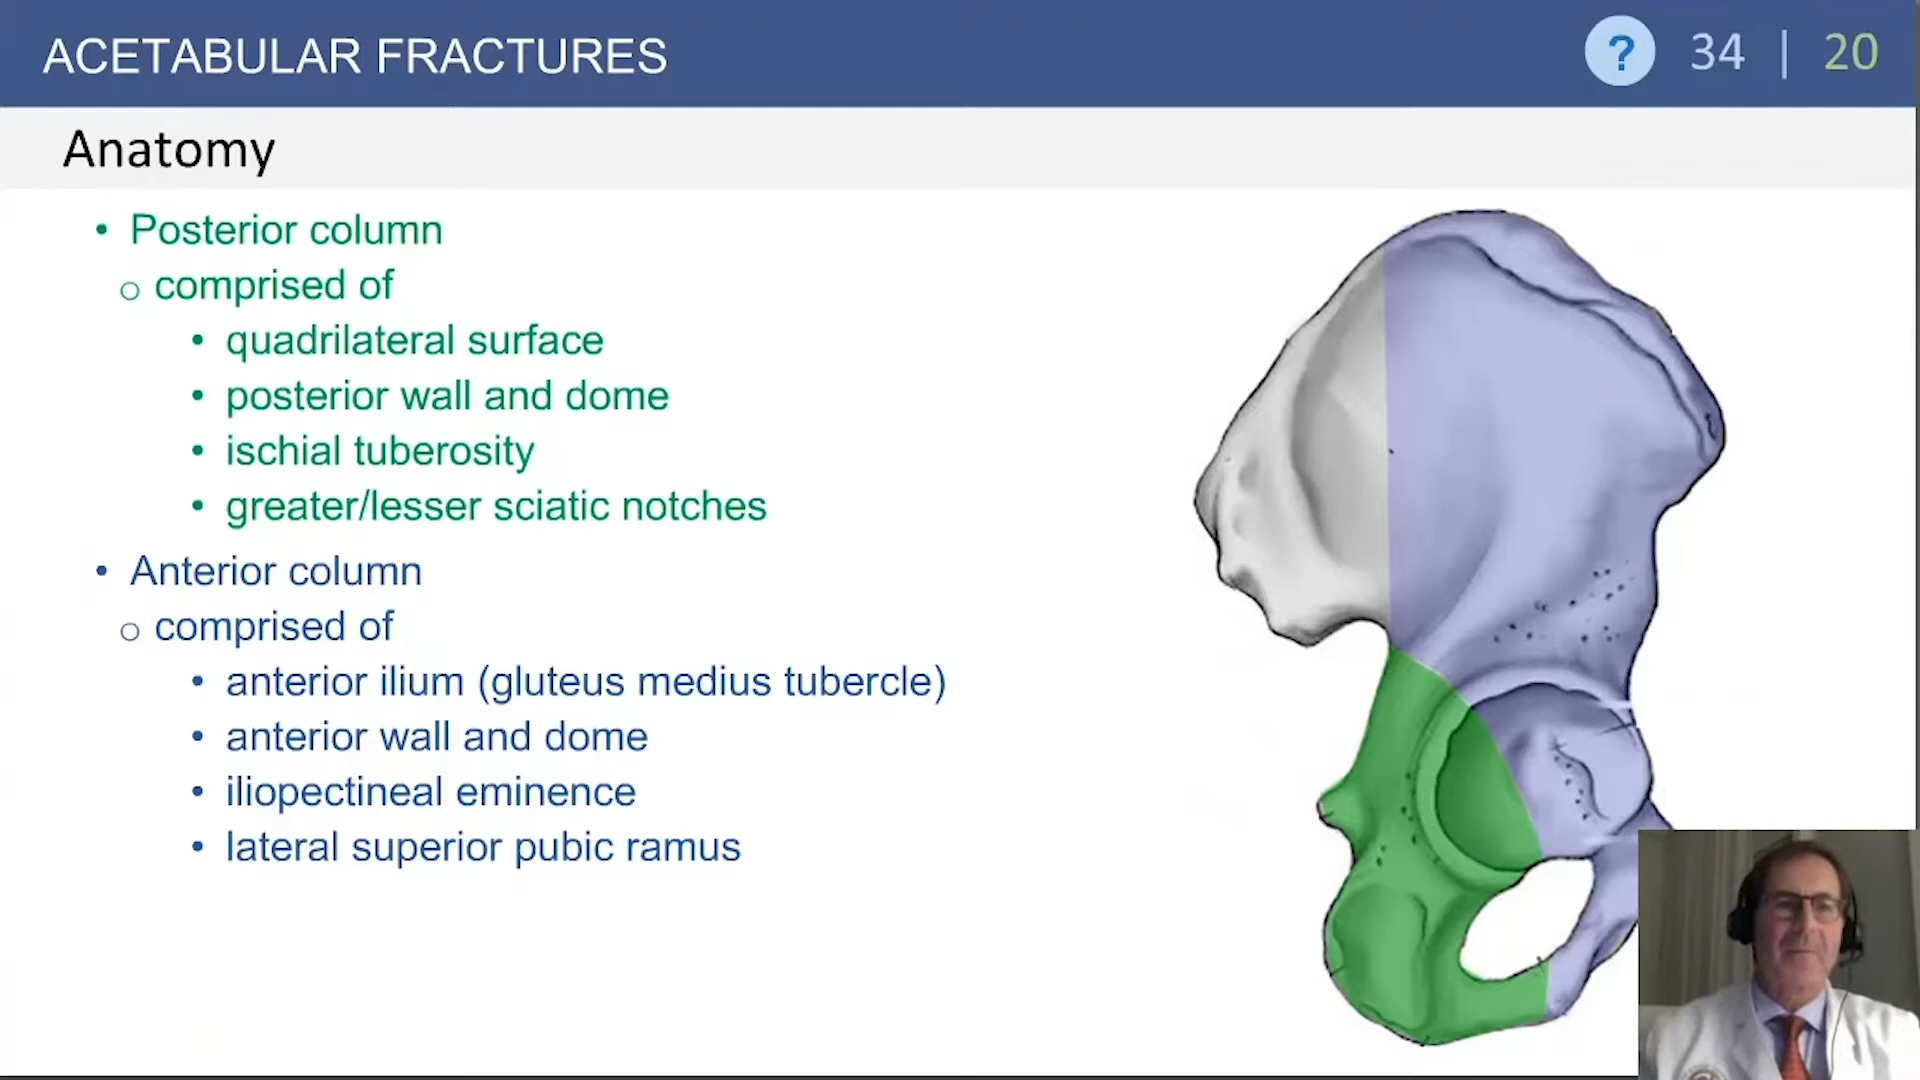 ACETABULAR FRACTURES
? 34 | 20
Anatomy
• Posterior column
o comprised of
• quadrilateral surface
• posterior wall and dome
• ischial tuberosity
• greater/lesser sciatic notches
• Anterior column
o comprised of
• anterior ilium (gluteus medius tubercle)
• anterior wall and dome
• iliopectineal eminence
• lateral superior pubic ramus